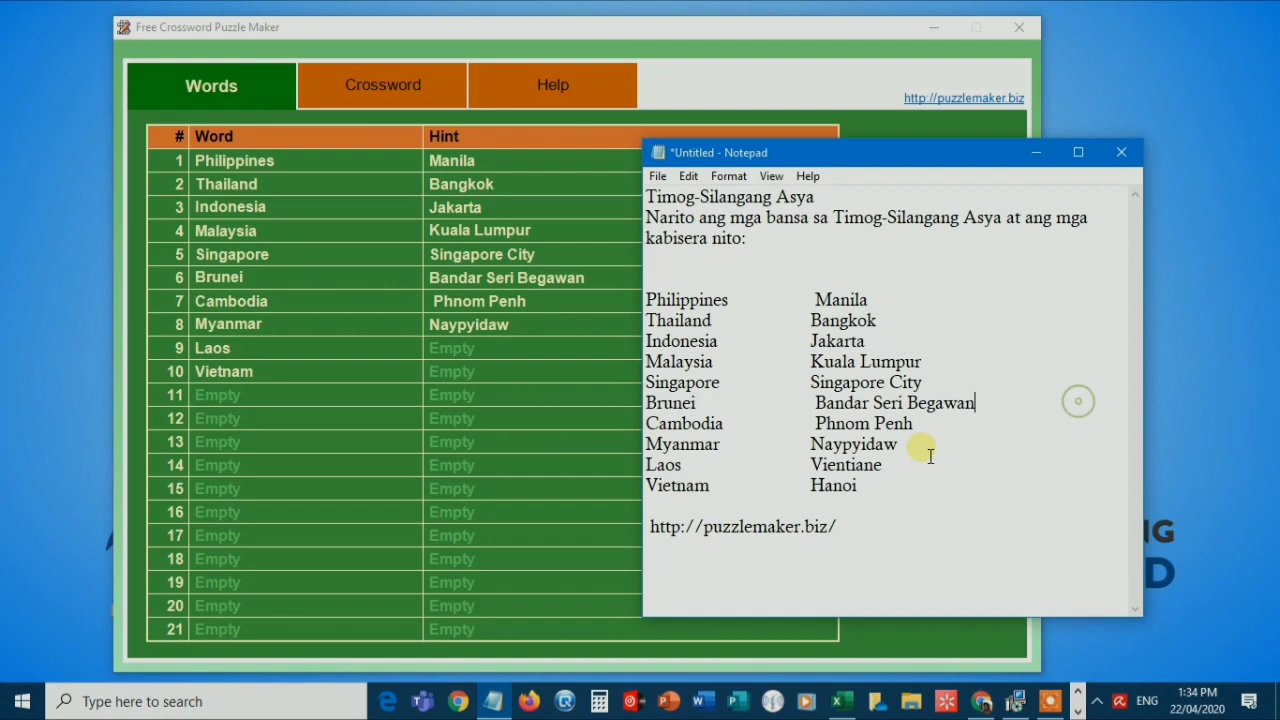 Free Crossword Puzzle Maker
Words
Crossword
Help
http://puzzlemaker.biz
# Word Hint
1 Philippines Manila
2 Thailand Bangkok
3 Indonesia Jakarta
4 Malaysia Kuala Lumpur
5 Singapore Singapore City
6 Brunei Bandar Seri Begawan
7 Cambodia Phnom Penh
8 Myanmar Naypyidaw
9 Laos Empty
10 Vietnam Empty
11 Empty Empty
12 Empty Empty
13 Empty Empty
14 Empty Empty
15 Empty Empty
16 Empty Empty
17 Empty Empty
18 Empty Empty
19 Empty Empty
20 Empty Empty
21 Empty Empty
*Untitled - Notepad
File Edit Format View Help
Timog-Silangang Asya
Narito ang mga bansa sa Timog-Silangang Asya at ang mga
kabisera nito:
Philippines Manila
Thailand Bangkok
Indonesia Jakarta
Malaysia Kuala Lumpur
Singapore Singapore City
Brunei Bandar Seri Begawan
Cambodia Phnom Penh
Myanmar Naypyidaw
Laos Vientiane
Vietnam Hanoi
http://puzzlemaker.biz/
Type here to search
ENG
1:34 PM
22/04/2020